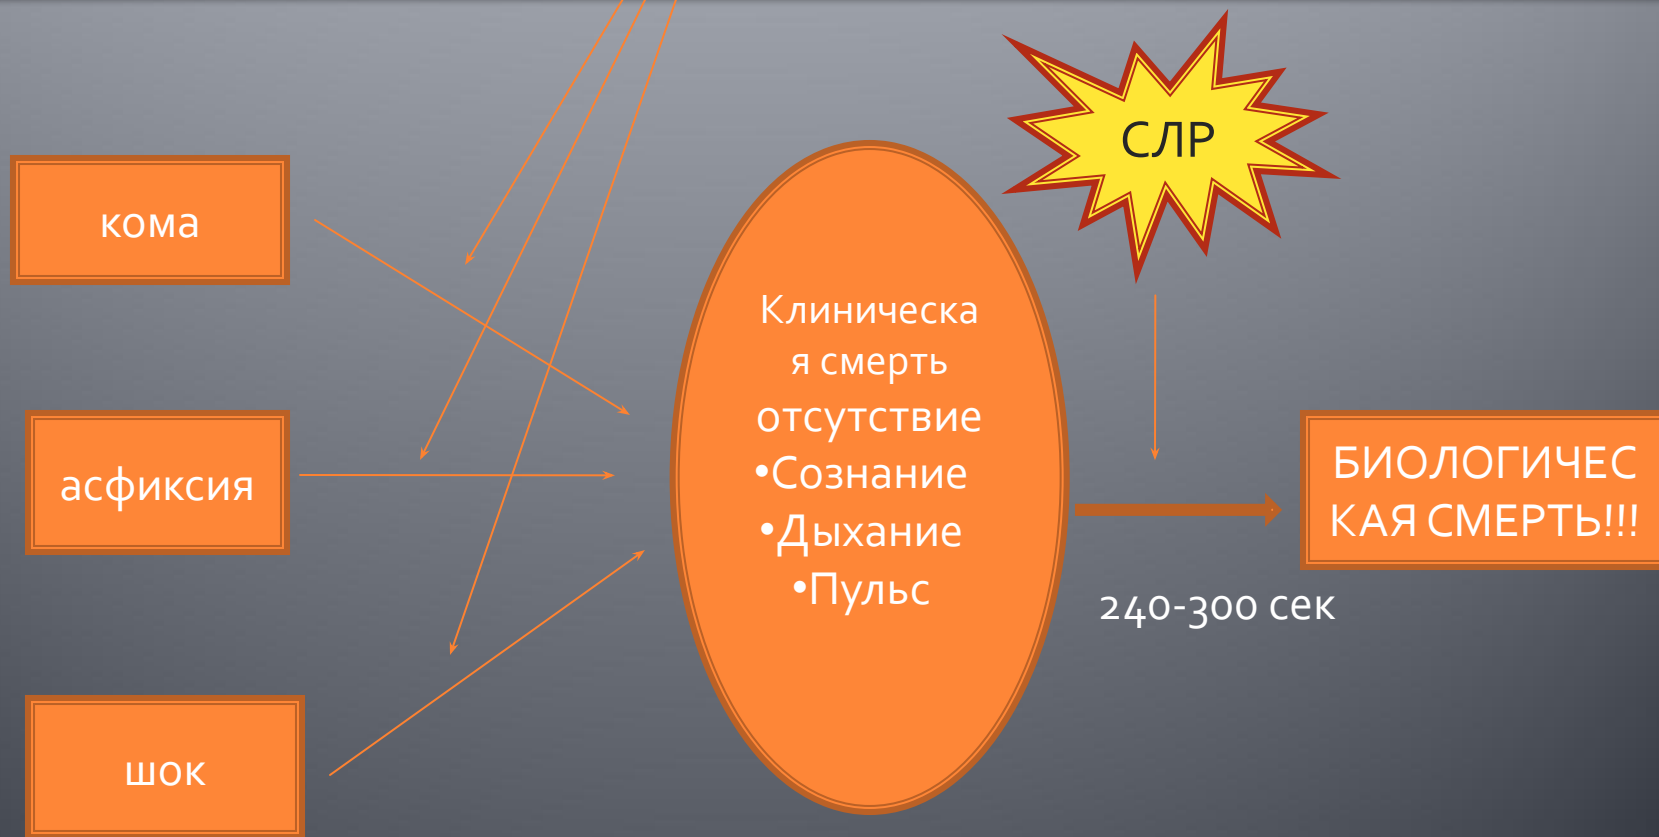 СЛР
кома
Клиническа
я смерть
отсутствие
•Сознание
•Дыхание
•Пульс
асфиксия
БИОЛОГИЧЕС
КАЯ СМЕРТЬ!!!
240-300 сек
шок